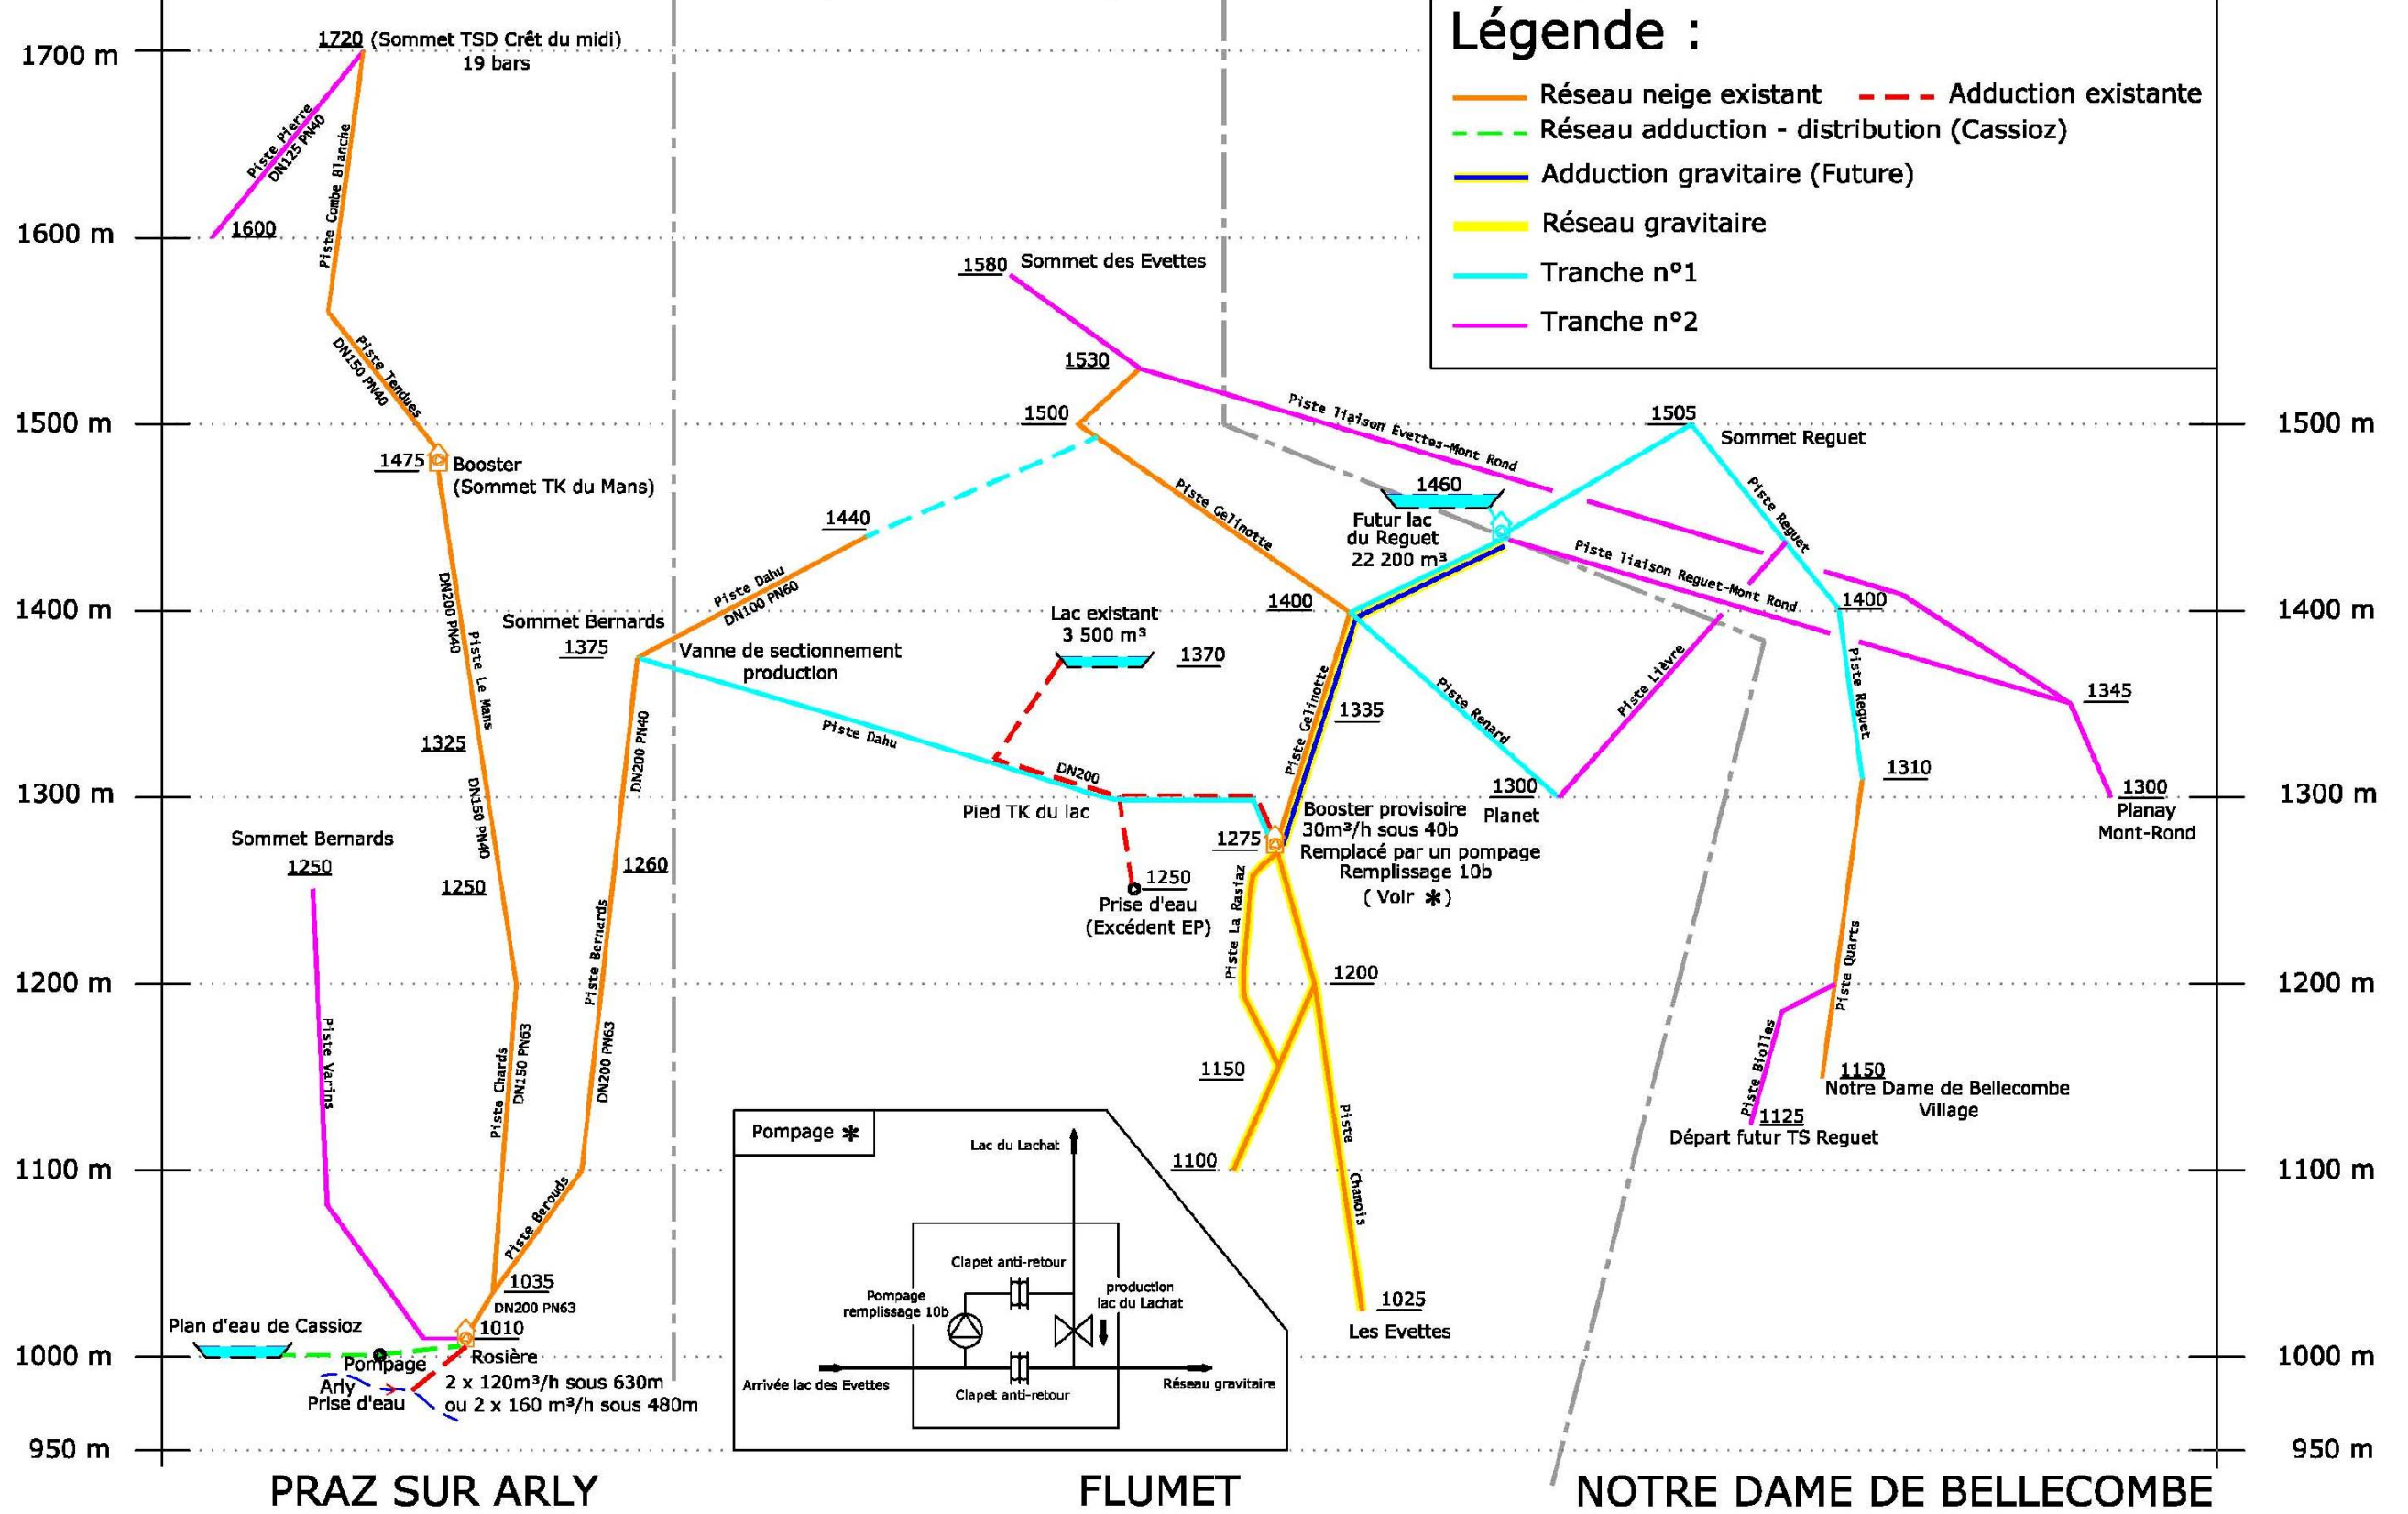 Légende :
Réseau neige existant
Adduction existante
Réseau adduction - distribution (Cassioz)
Adduction gravitaire (Future)
Réseau gravitaire
Tranche n°1
Tranche n°2
1700 m
1600 m
1500 m
1400 m
1300 m
1200 m
1100 m
1000 m
950 m
1720 (Sommet TSD Crêt du midi)
19 bars
Piste Pierre
DN125 PN40
1600
Piste Combe Blanche
Piste Tendues
DN150 PN40
1475
Booster
(Sommet TK du Mans)
DN200 PN40
Piste Le Mans
1325
DN150 PN40
1250
Sommet Bernards
1250
Piste Varins
Piste Chards
DN150 PN63
Piste Berouds
1035
DN200 PN63
1010
Rosière
Plan d'eau de Cassioz
Pompage
Arly
Prise d'eau
2 x 120m³/h sous 630m
ou 2 x 160 m³/h sous 480m
Sommet Bernards
1375
DN200 PN40
1260
Piste Bernards
DN200 PN63
Vanne de sectionnement
production
Piste Dahu
DN100 PN60
1440
Piste Dahu
1580
Sommet des Evettes
1530
1500
Piste Gelinotte
Lac existant
3 500 m³
1370
DN200
Pied TK du lac
1250
Prise d'eau
(Excédent EP)
1400
Piste Gelinotte
1335
1275
Booster provisoire
30m³/h sous 40b
Remplacé par un pompage
Remplissage 10b
( Voir ✱)
Piste La Rasiaz
1200
1150
1100
Piste
Chamois
1025
Les Evettes
Piste liaison Evettes-Mont Rond
1460
Futur lac
du Reguet
22 200 m³
1505
Sommet Reguet
Piste Reguet
Piste liaison Reguet-Mont Rond
Piste Renard
Piste Lièvre
1300
Planet
1400
Piste Reguet
1310
1345
1300
Planay
Mont-Rond
Piste Quarts
Piste Biolles
1150
Notre Dame de Bellecombe
Village
1125
Départ futur TS Reguet
1500 m
1400 m
1300 m
1200 m
1100 m
1000 m
950 m
Pompage ✱
Lac du Lachat
Clapet anti-retour
Pompage
remplissage 10b
production
lac du Lachat
Arrivée lac des Evettes
Clapet anti-retour
Réseau gravitaire
PRAZ SUR ARLY
FLUMET
NOTRE DAME DE BELLECOMBE